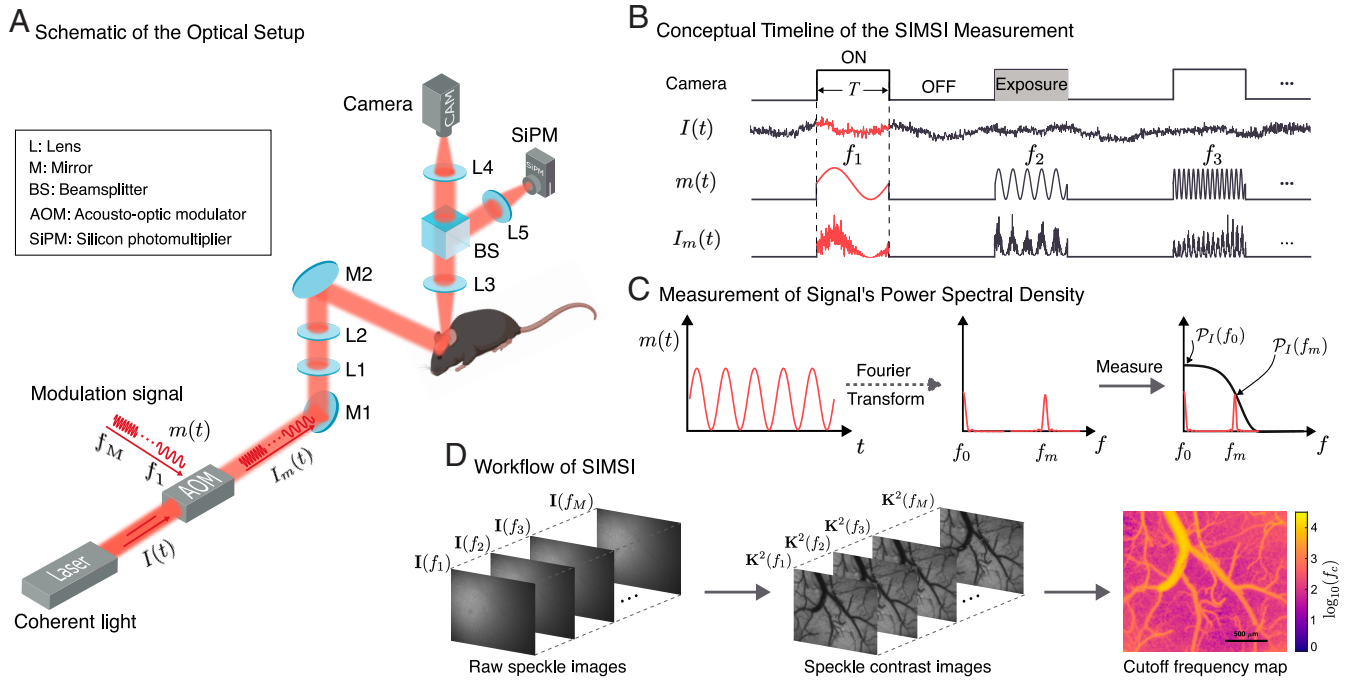 A Schematic of the Optical Setup
L: Lens
M: Mirror
BS: Beamsplitter
AOM: Acousto-optic modulator
SiPM: Silicon photomultiplier
Camera
CAM
SiPM
SiPM
L4
L5
BS
L3
M2
L2
L1
M1
Modulation signal
m(t)
f_M
f_1
I_m(t)
AOM
I(t)
Laser
Coherent light
B Conceptual Timeline of the SIMSI Measurement
ON
Camera
T
OFF
Exposure
...
I(t)
f_1
f_2
f_3
m(t)
...
I_m(t)
...
C Measurement of Signal's Power Spectral Density
m(t)
t
Fourier
Transform
f_0
f_m
f
Measure
P_I(f_0)
P_I(f_m)
f_0
f_m
f
D Workflow of SIMSI
I(f_1)
I(f_2)
I(f_3)
I(f_M)
...
Raw speckle images
K²(f_1)
K²(f_2)
K²(f_3)
K²(f_M)
...
Speckle contrast images
500 μm
4
3
2
1
0
log₁₀(f_c)
Cutoff frequency map